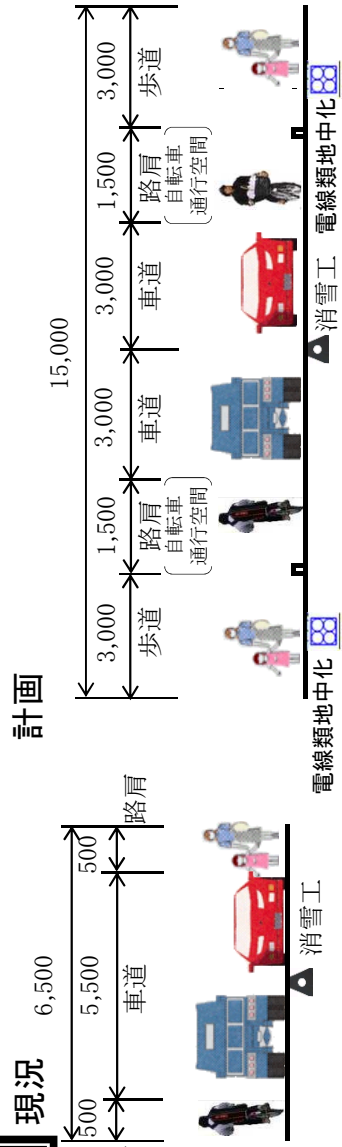 現況
6,500
500
5,500
500
車道
路肩
消雪工
計画
15,000
3,000
1,500
3,000
3,000
1,500
3,000
歩道
路肩
自転車
通行空間
車道
車道
路肩
自転車
通行空間
歩道
電線類地中化
消雪工
電線類地中化